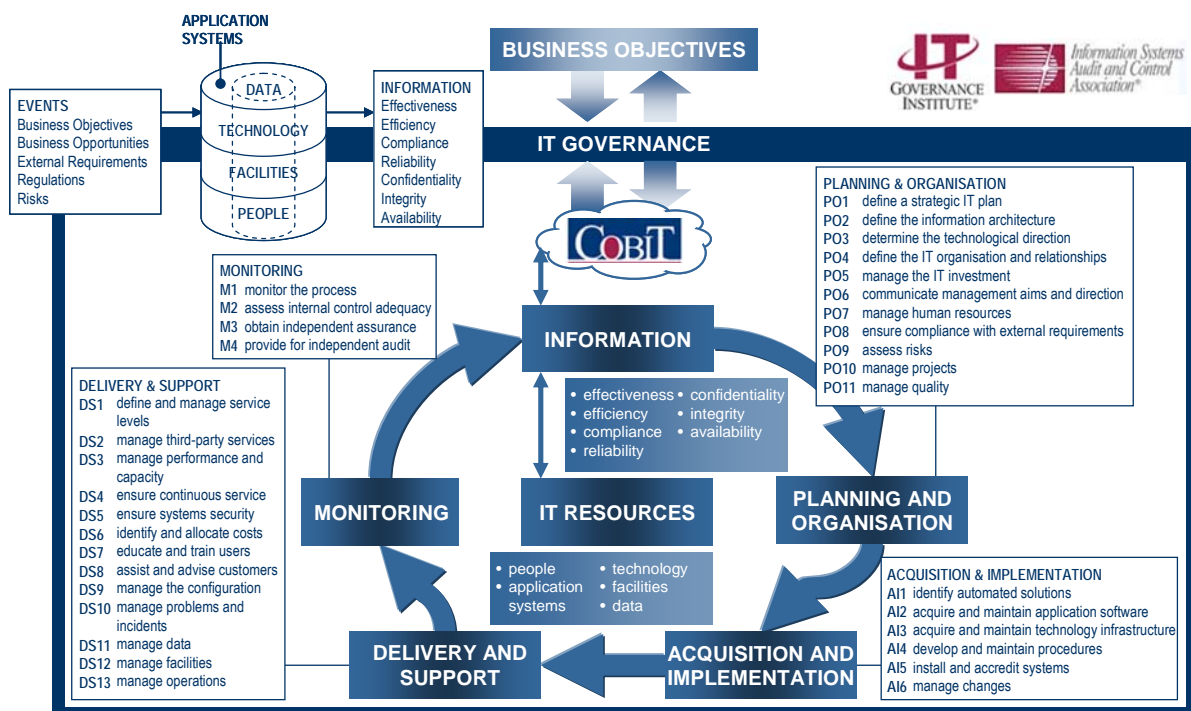 APPLICATION
SYSTEMS
BUSINESS OBJECTIVES
IT
GOVERNANCE
INSTITUTE®
Information Systems
Audit and Control
Association®
EVENTS
Business Objectives
Business Opportunities
External Requirements
Regulations
Risks
DATA
TECHNOLOGY
FACILITIES
PEOPLE
INFORMATION
Effectiveness
Efficiency
Compliance
Reliability
Confidentiality
Integrity
Availability
IT GOVERNANCE
COBIT
PLANNING & ORGANISATION
PO1 define a strategic IT plan
PO2 define the information architecture
PO3 determine the technological direction
PO4 define the IT organisation and relationships
PO5 manage the IT investment
PO6 communicate management aims and direction
PO7 manage human resources
PO8 ensure compliance with external requirements
PO9 assess risks
PO10 manage projects
PO11 manage quality
MONITORING
M1 monitor the process
M2 assess internal control adequacy
M3 obtain independent assurance
M4 provide for independent audit
INFORMATION
• effectiveness • confidentiality
• efficiency • integrity
• compliance • availability
• reliability
DELIVERY & SUPPORT
DS1 define and manage service
levels
DS2 manage third-party services
DS3 manage performance and
capacity
DS4 ensure continuous service
DS5 ensure systems security
DS6 identify and allocate costs
DS7 educate and train users
DS8 assist and advise customers
DS9 manage the configuration
DS10 manage problems and
incidents
DS11 manage data
DS12 manage facilities
DS13 manage operations
MONITORING
IT RESOURCES
PLANNING AND
ORGANISATION
• people • technology
• application • facilities
systems • data
ACQUISITION & IMPLEMENTATION
AI1 identify automated solutions
AI2 acquire and maintain application software
AI3 acquire and maintain technology infrastructure
AI4 develop and maintain procedures
AI5 install and accredit systems
AI6 manage changes
DELIVERY AND
SUPPORT
ACQUISITION AND
IMPLEMENTATION